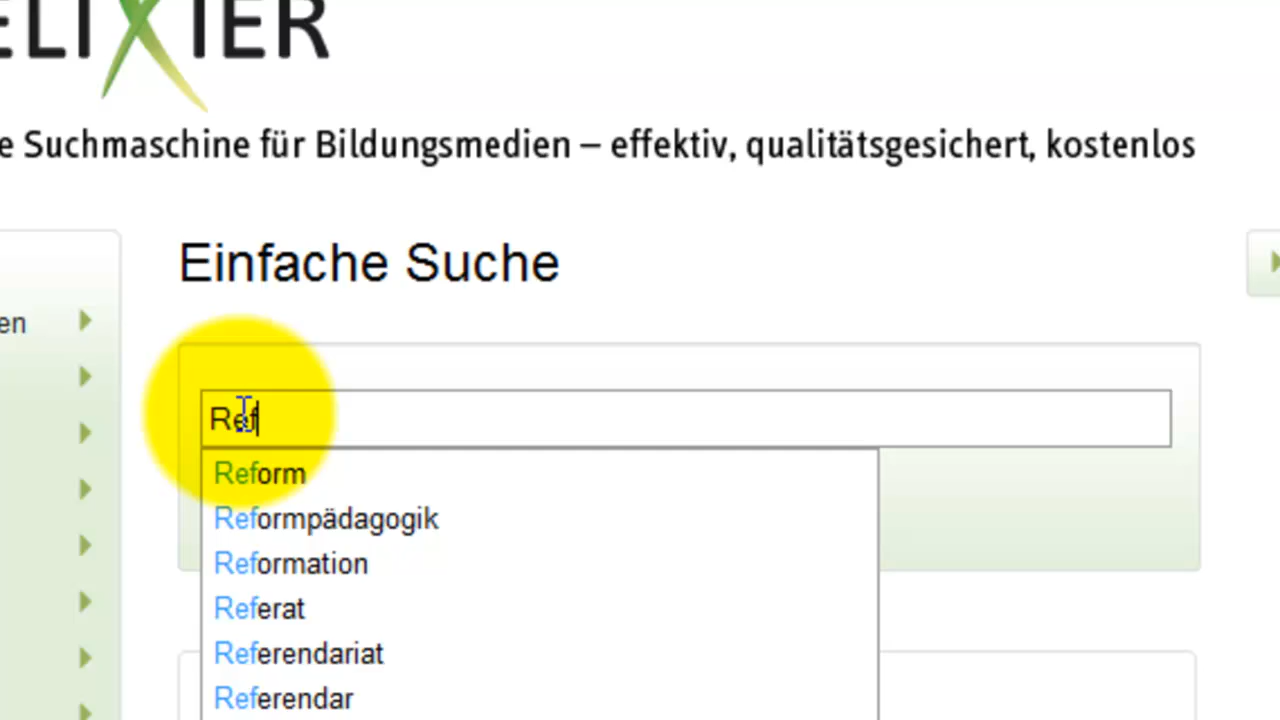 ELIXIER
e Suchmaschine für Bildungsmedien – effektiv, qualitätsgesichert, kostenlos
Einfache Suche
en
Ref
Reform
Reformpädagogik
Reformation
Referat
Referendariat
Referendar